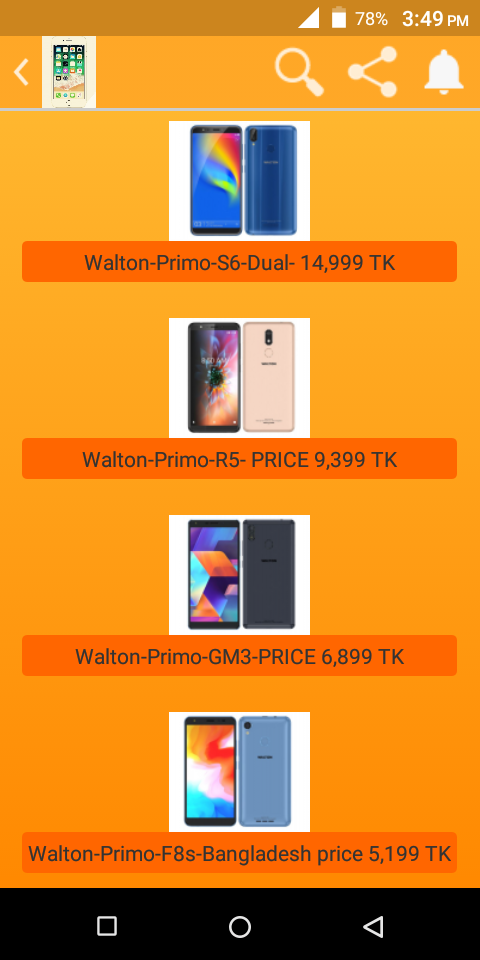 78% 3:49 PM
Walton-Primo-S6-Dual- 14,999 TK
Walton-Primo-R5- PRICE 9,399 TK
Walton-Primo-GM3-PRICE 6,899 TK
Walton-Primo-F8s-Bangladesh price 5,199 TK